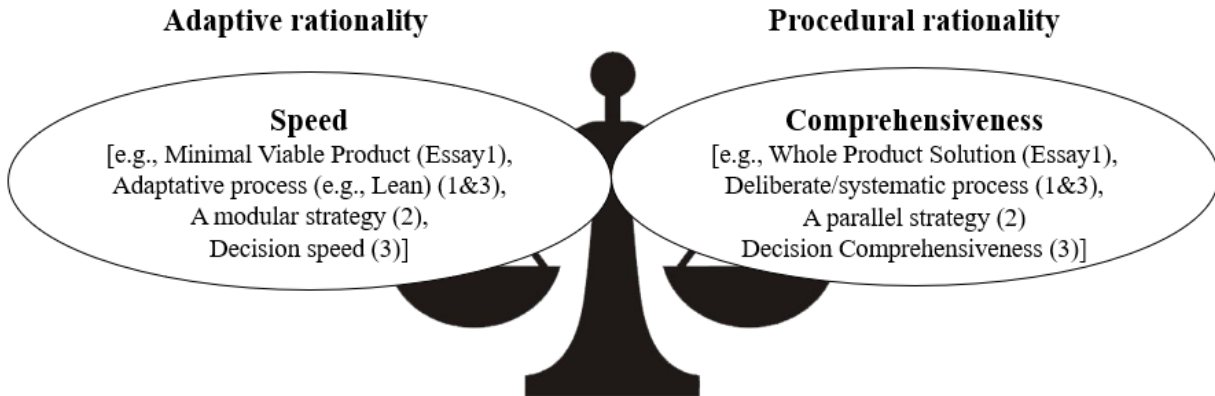 Adaptive rationality
Procedural rationality
Speed
[e.g., Minimal Viable Product (Essay1),
Adaptative process (e.g., Lean) (1&3),
A modular strategy (2),
Decision speed (3)]
Comprehensiveness
[e.g., Whole Product Solution (Essay1),
Deliberate/systematic process (1&3),
A parallel strategy (2)
Decision Comprehensiveness (3)]